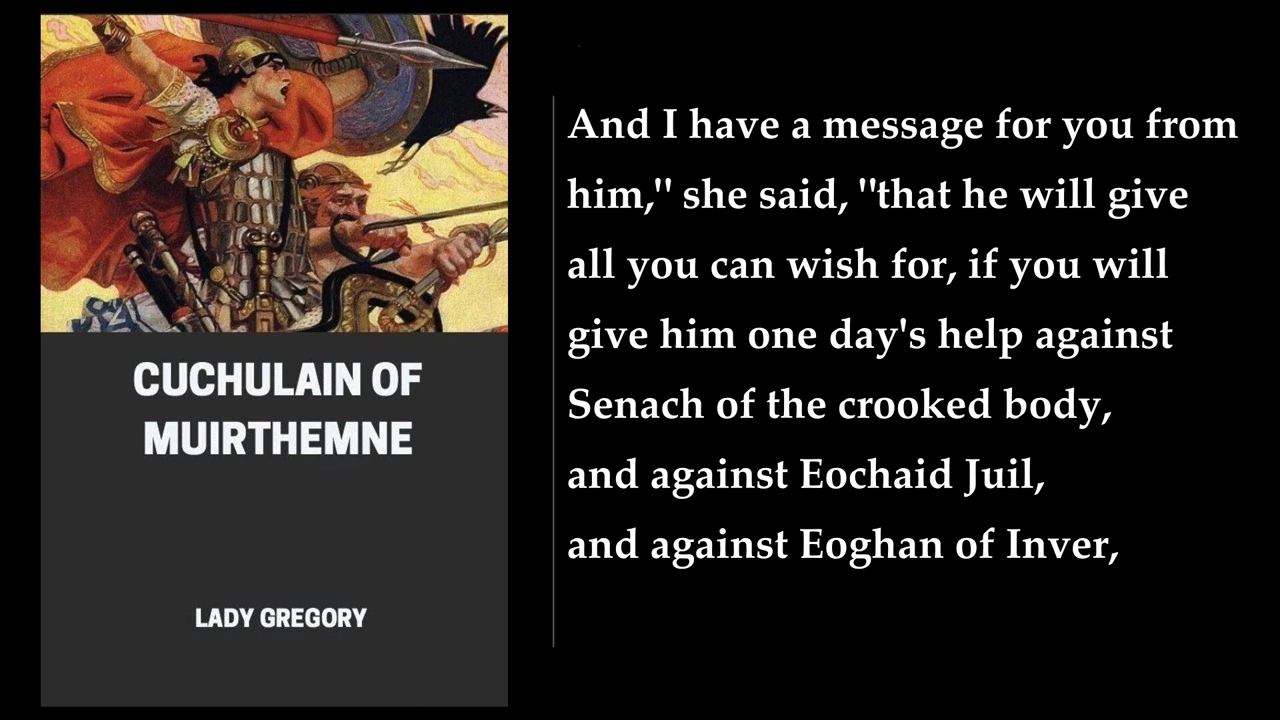 CUCHULAIN OF
MUIRTHEMNE
LADY GREGORY
And I have a message for you from
him," she said, "that he will give
all you can wish for, if you will
give him one day's help against
Senach of the crooked body,
and against Eochaid Juil,
and against Eoghan of Inver,